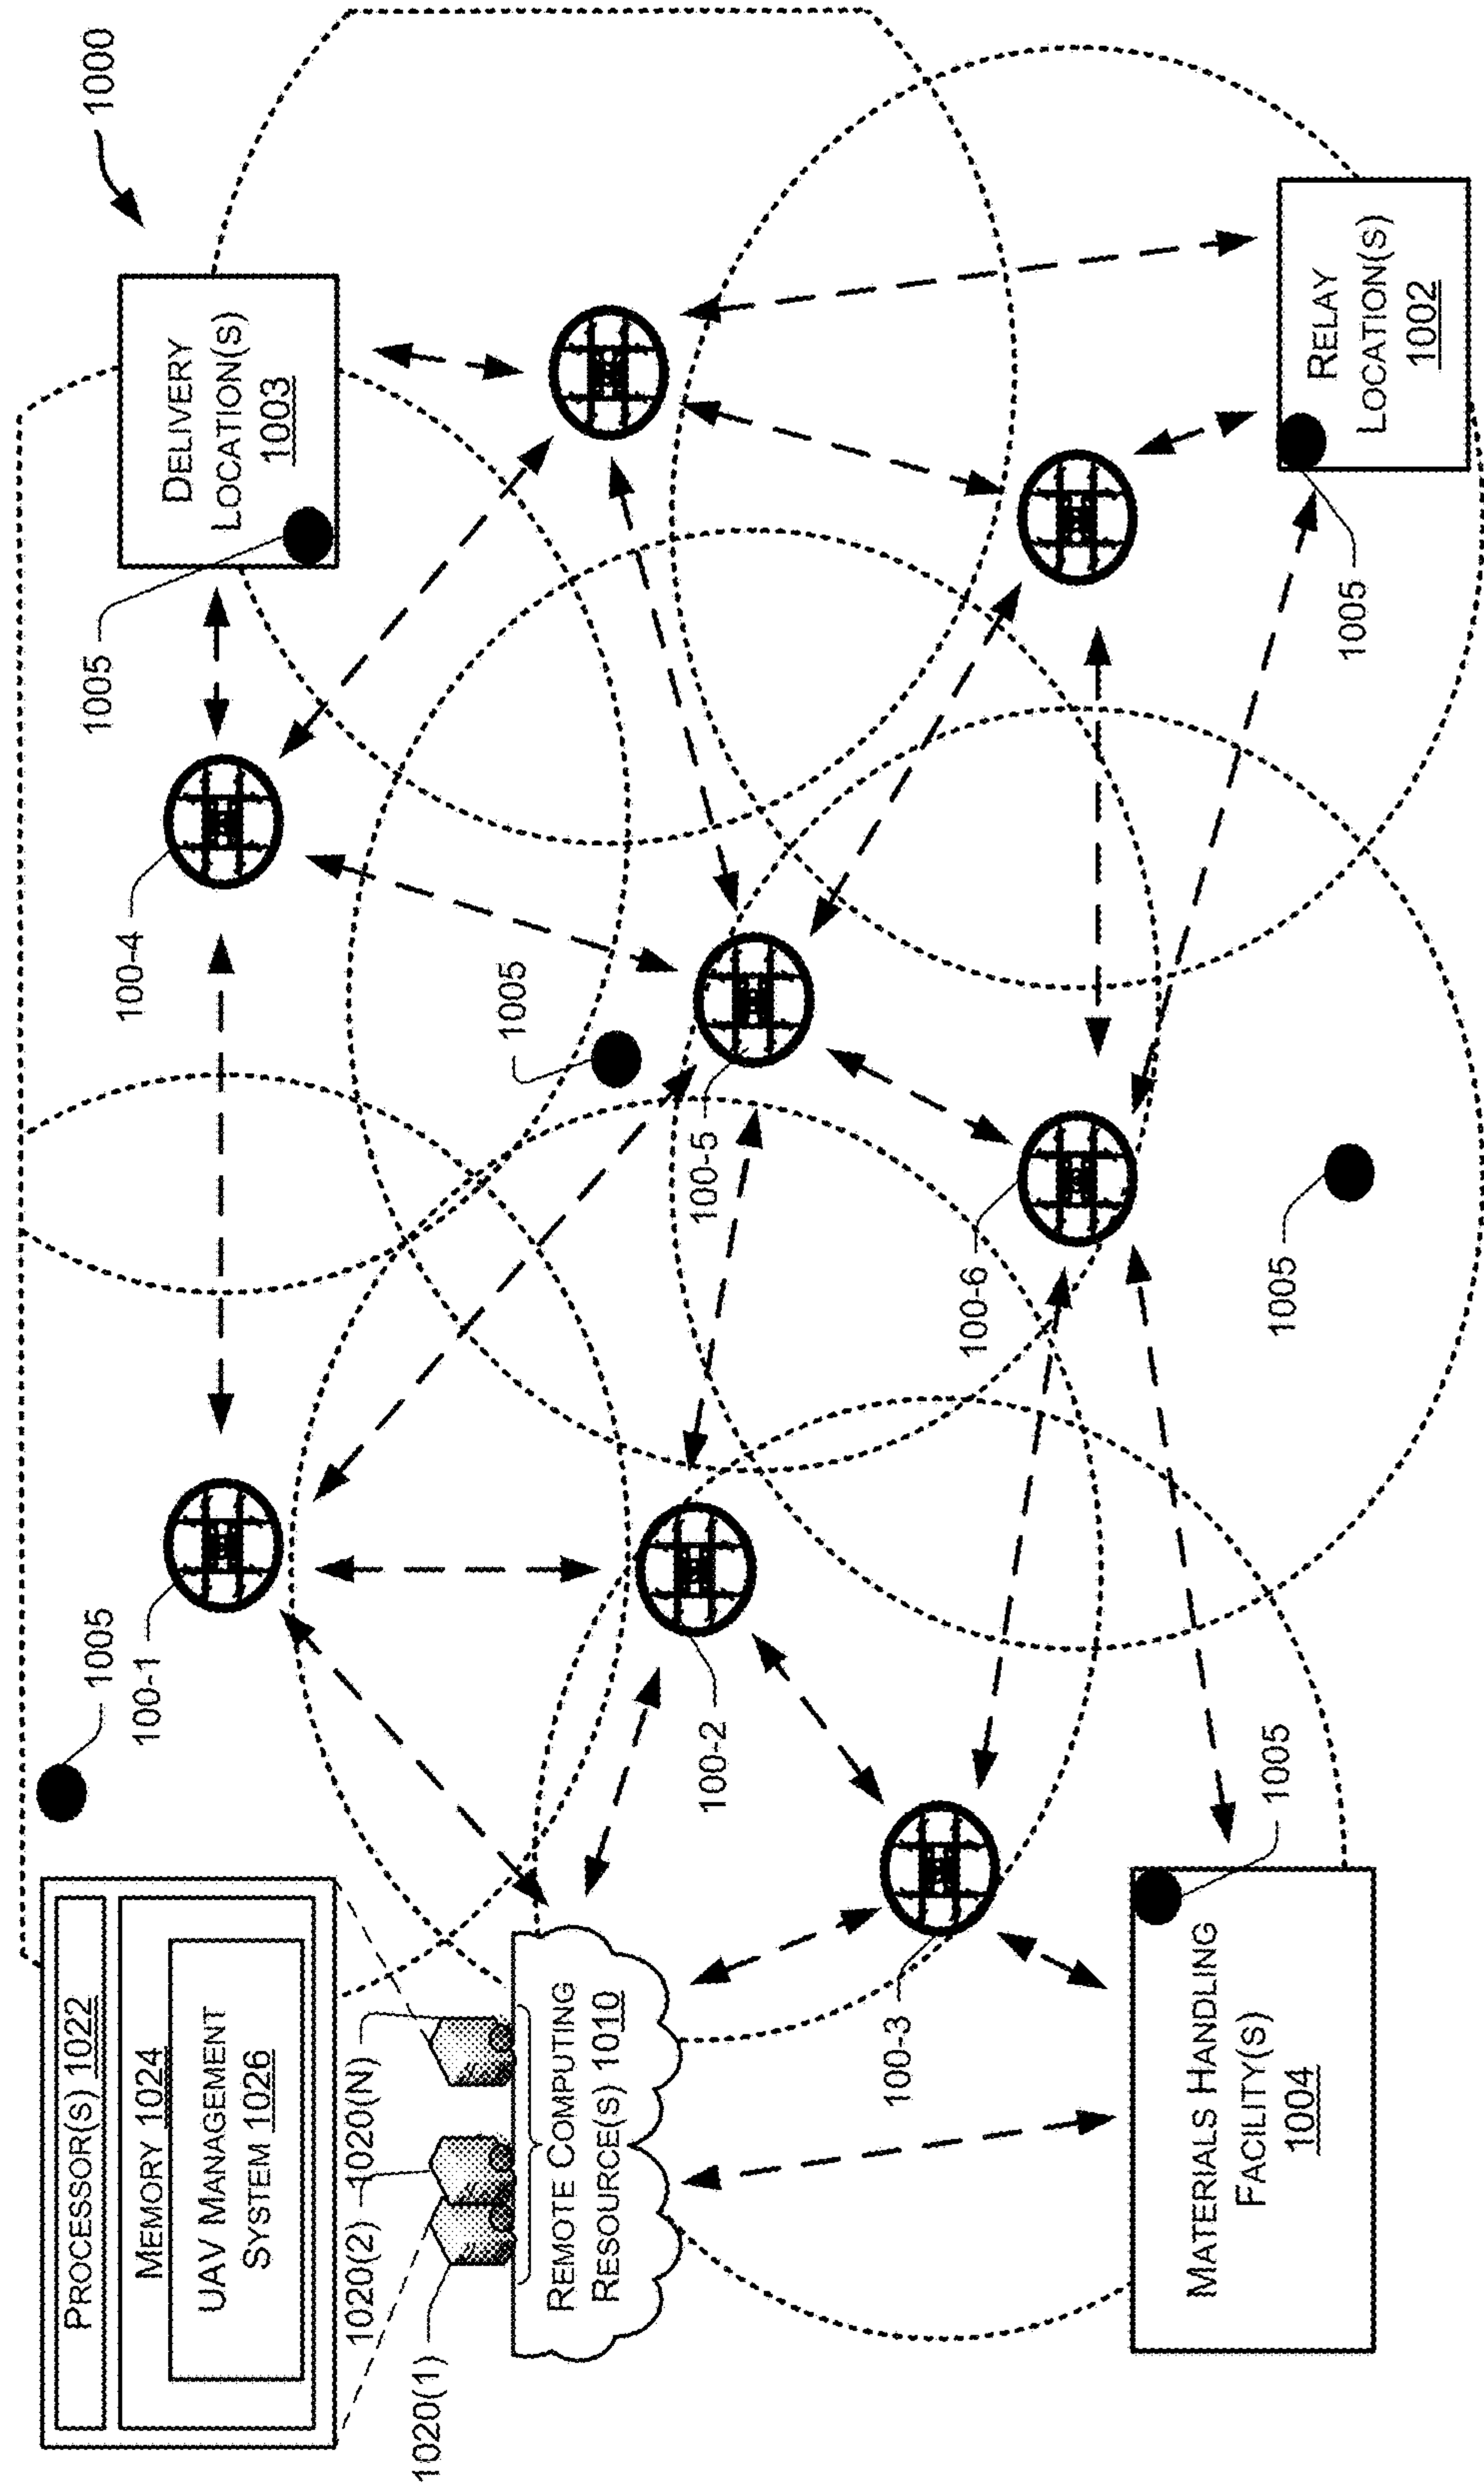 1000
PROCESSOR(S) 1022
MEMORY 1024
UAV MANAGEMENT
SYSTEM 1026
1005
100-1
100-4
1005
DELIVERY
LOCATION(S)
1003
1020(1)
1020(2)
1020(N)
REMOTE COMPUTING
RESOURCE(S) 1010
1005
100-2
100-5
100-3
100-6
MATERIALS HANDLING
FACILITY(S)
1004
1005
1005
1005
RELAY
LOCATION(S)
1002